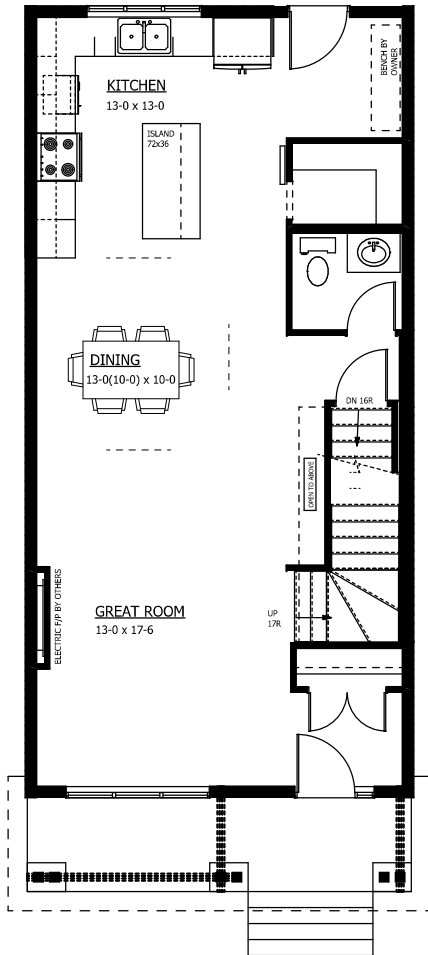 BENCH BY
OWNER
KITCHEN
13-0 x 13-0
ISLAND
72x36
DINING
13-0(10-0) x 10-0
DN 16R
OPEN TO ABOVE
ELECTRIC F/P BY OTHERS
GREAT ROOM
13-0 x 17-6
UP
17R